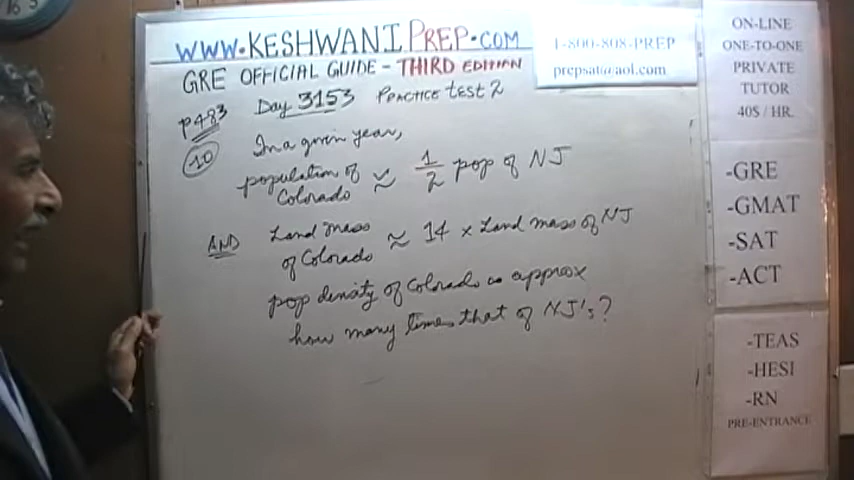 WWW.KESHWANIPREP.COM
GRE OFFICIAL GUIDE - THIRD EDITION
p483 Day 3153 PRACTICE test 2
10 In a given year,
population of Colorado ≈ 1/2 pop of NJ
AND Land mass of Colorado ≈ 14 x Land mass of NJ
pop density of Colorado is approx
how many times that of NJ's?
1-800-808-PREP
prepsat@aol.com
ON-LINE
ONE-TO-ONE
PRIVATE
TUTOR
40$ / HR.
-GRE
-GMAT
-SAT
-ACT
-TEAS
-HESI
-RN
PRE-ENTRANCE